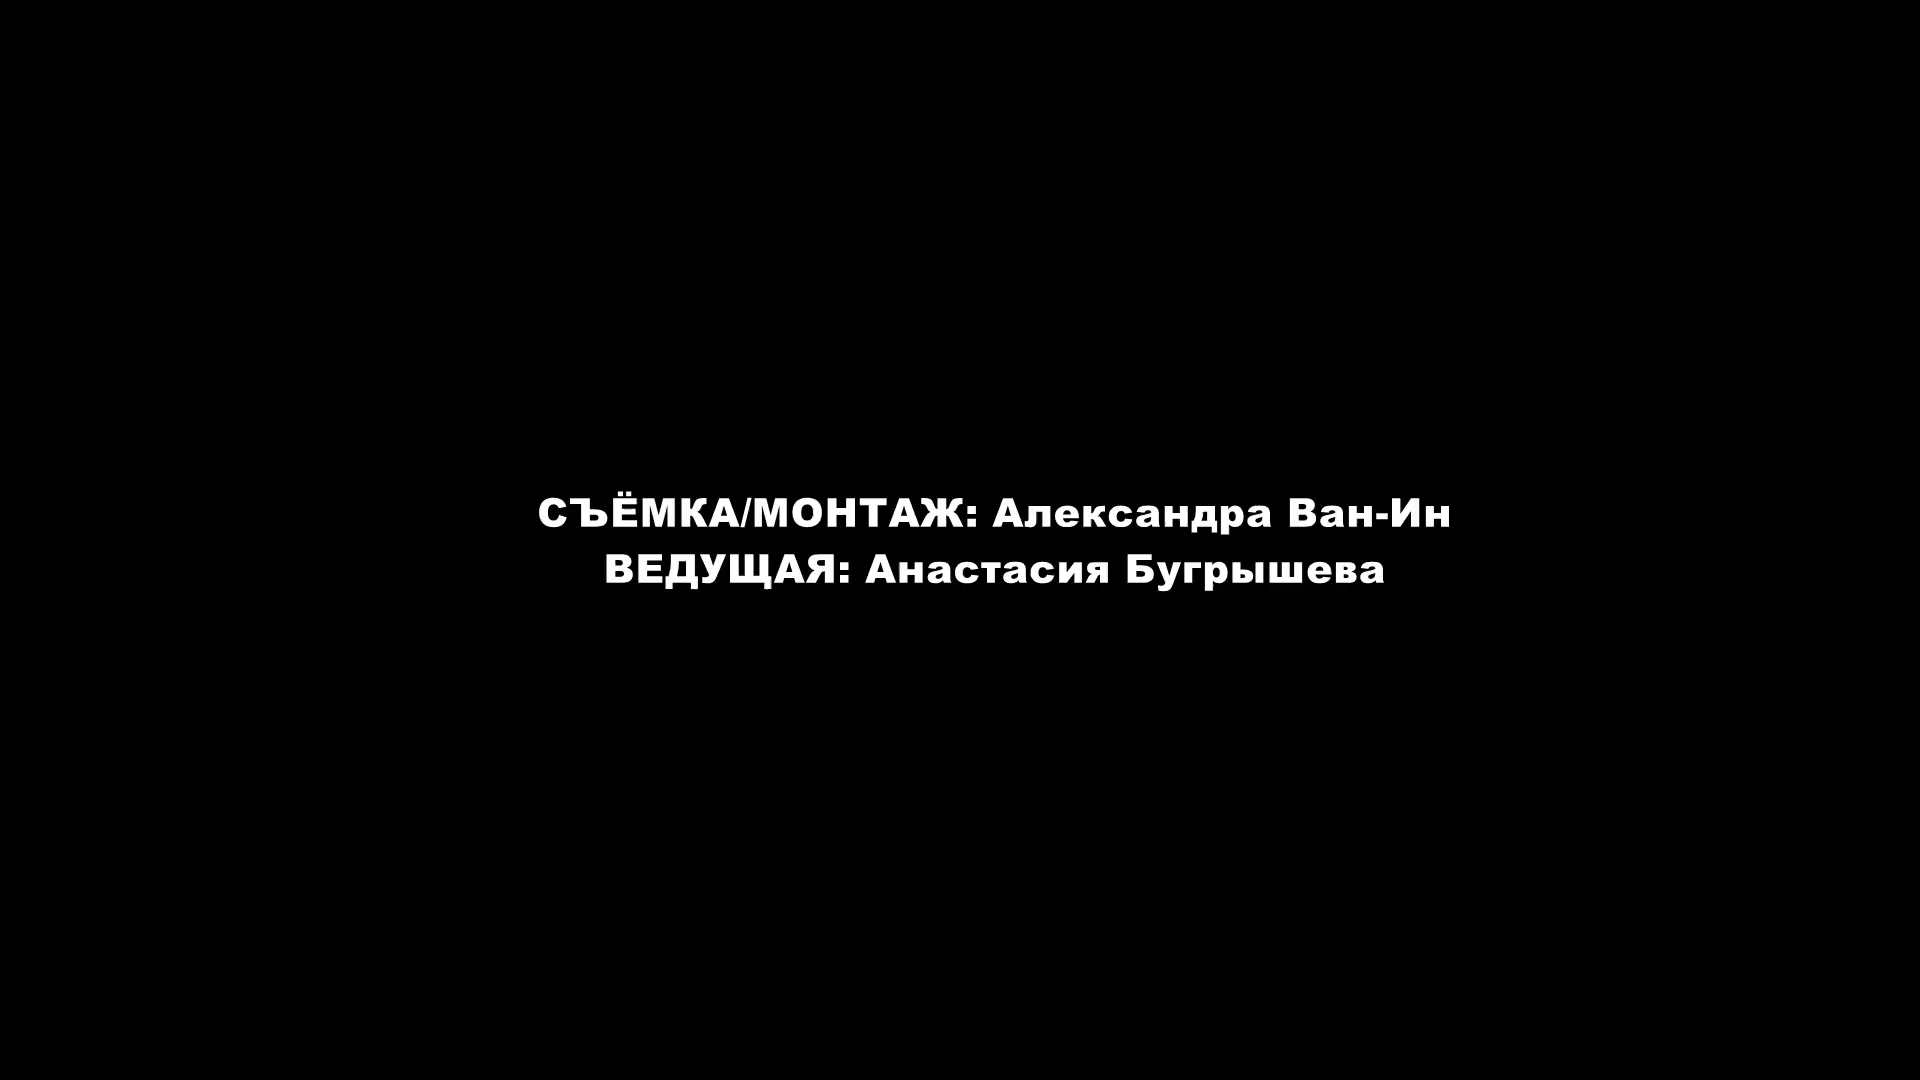 СЪЁМКА/МОНТАЖ: Александра Ван-Ин
ВЕДУЩАЯ: Анастасия Бугрышева